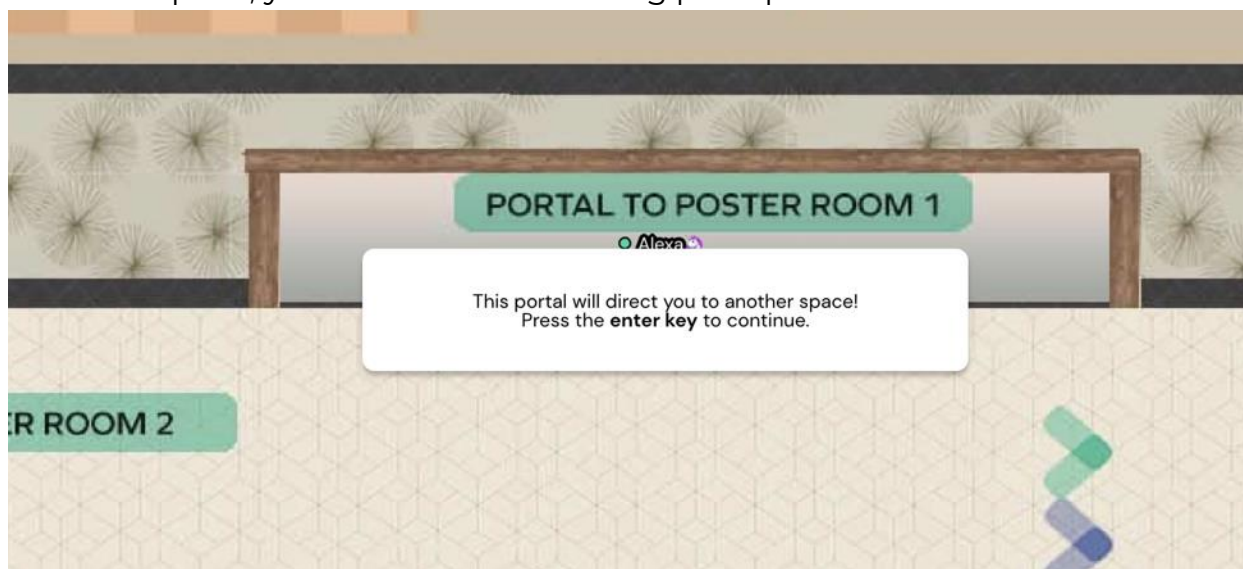 PORTAL TO POSTER ROOM 1
Alexa
This portal will direct you to another space!
Press the enter key to continue.
ROOM 2